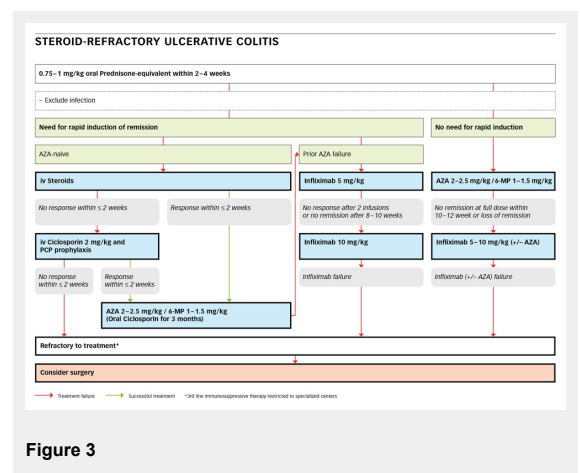 STEROID-REFRACTORY ULCERATIVE COLITIS
0.75–1 mg/kg oral Prednisone-equivalent within 2–4 weeks
– Exclude infection
Need for rapid induction of remission
No need for rapid induction
AZA-naive
Prior AZA failure
iv Steroids
Infliximab 5 mg/kg
AZA 2–2.5 mg/kg /6-MP 1–1.5 mg/kg
No response within ≤ 2 weeks
Response within ≤ 2 weeks
No response after 2 infusions
or no remission after 8–10 weeks
No remission at full dose within
10–12 week or loss of remission
iv Ciclosporin 2 mg/kg and
PCP prophylaxis
Infliximab 10 mg/kg
Infliximab 5–10 mg/kg (+/– AZA)
No response
within ≤ 2 weeks
Response
within ≤ 2 weeks
Infliximab failure
Infliximab (+/– AZA) failure
AZA 2–2.5 mg/kg / 6-MP 1–1.5 mg/kg
(Oral Ciclosporin for 3 months)
Refractory to treatment*
Consider surgery
Treatment failure
Successful treatment
*3rd line immunosuppressive therapy restricted to specialized centers
Figure 3